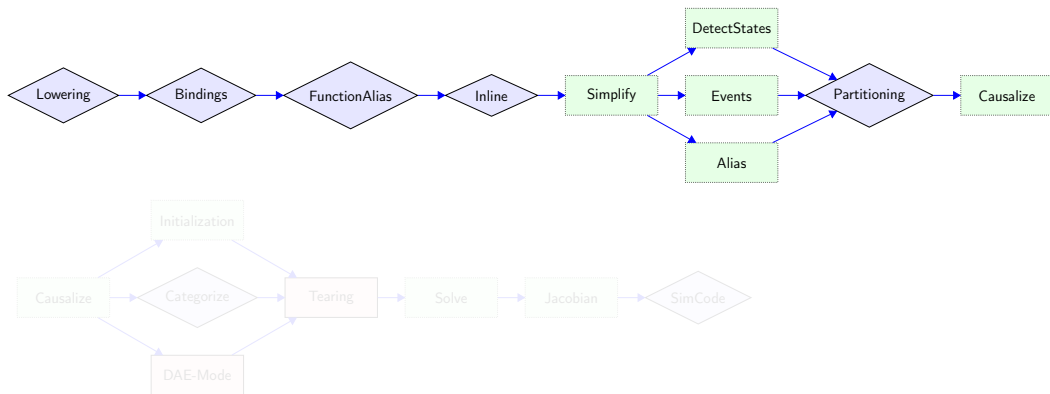 DetectStates
Lowering
Bindings
FunctionAlias
Inline
Simplify
Events
Partitioning
Causalize
Alias
Initialization
Causalize
Categorize
Tearing
Solve
Jacobian
SimCode
DAE-Mode